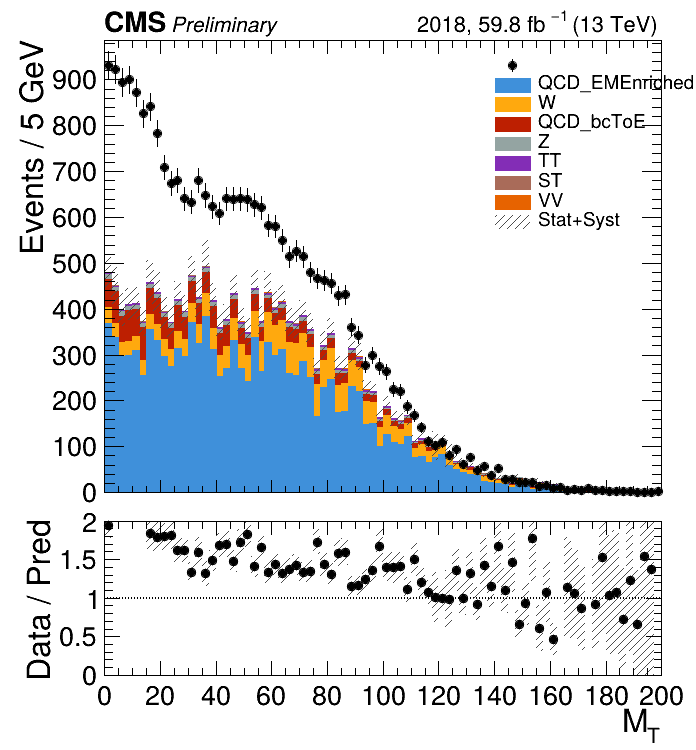 CMS Preliminary 2018, 59.8 fb⁻¹ (13 TeV)
Events / 5 GeV
900
800
700
600
500
400
300
200
100
0
QCD_EMEnriched
W
QCD_bcToE
Z
TT
ST
VV
Stat+Syst
Data / Pred
2
1.5
1
0.5
0
0 20 40 60 80 100 120 140 160 180 200
M_T